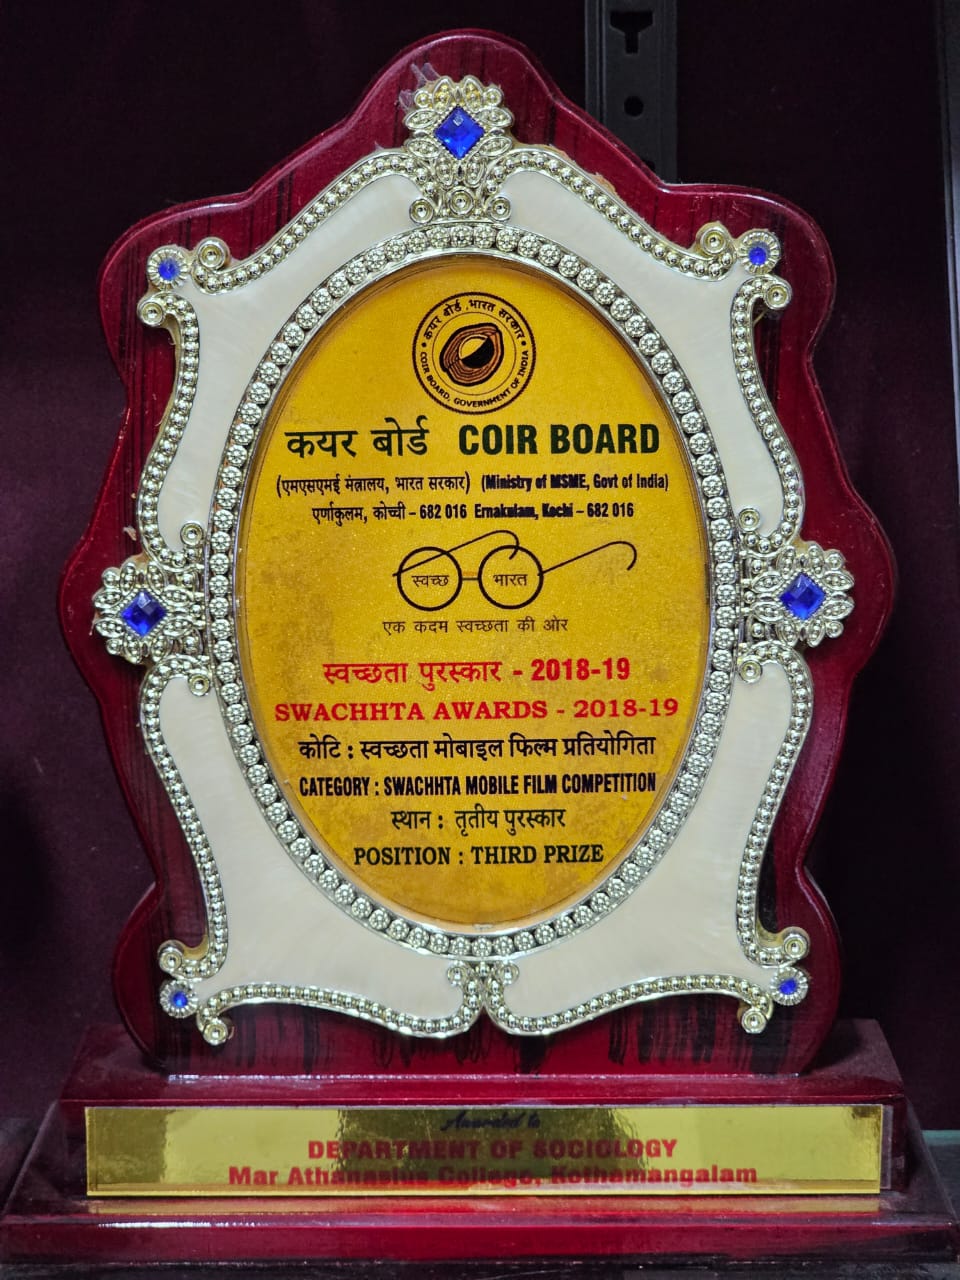 कयर बोर्ड, भारत सरकार
COIR BOARD, GOVERNMENT OF INDIA
कयर बोर्ड COIR BOARD
(एमएसएमई मंत्रालय, भारत सरकार) (Ministry of MSME, Govt of India)
एर्णाकुलम, कोच्ची – 682 016 Ernakulam, Kochi – 682 016
स्वच्छ भारत
एक कदम स्वच्छता की ओर
स्वच्छता पुरस्कार - 2018-19
SWACHHTA AWARDS - 2018-19
कोटि : स्वच्छता मोबाइल फिल्म प्रतियोगिता
CATEGORY : SWACHHTA MOBILE FILM COMPETITION
स्थान : तृतीय पुरस्कार
POSITION : THIRD PRIZE
Awarded to
DEPARTMENT OF SOCIOLOGY
Mar Athanasius College, Kothamangalam